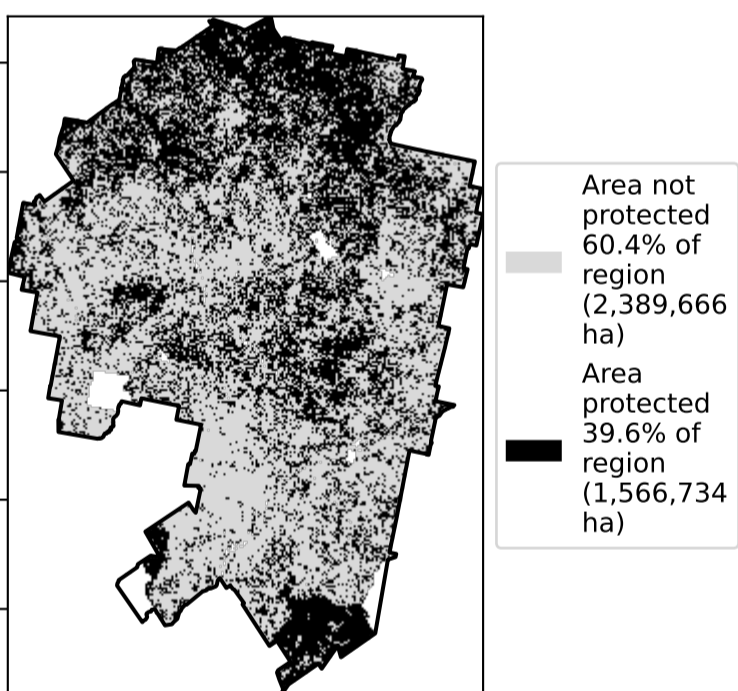 Area not
protected
60.4% of
region
(2,389,666
ha)
Area
protected
39.6% of
region
(1,566,734
ha)